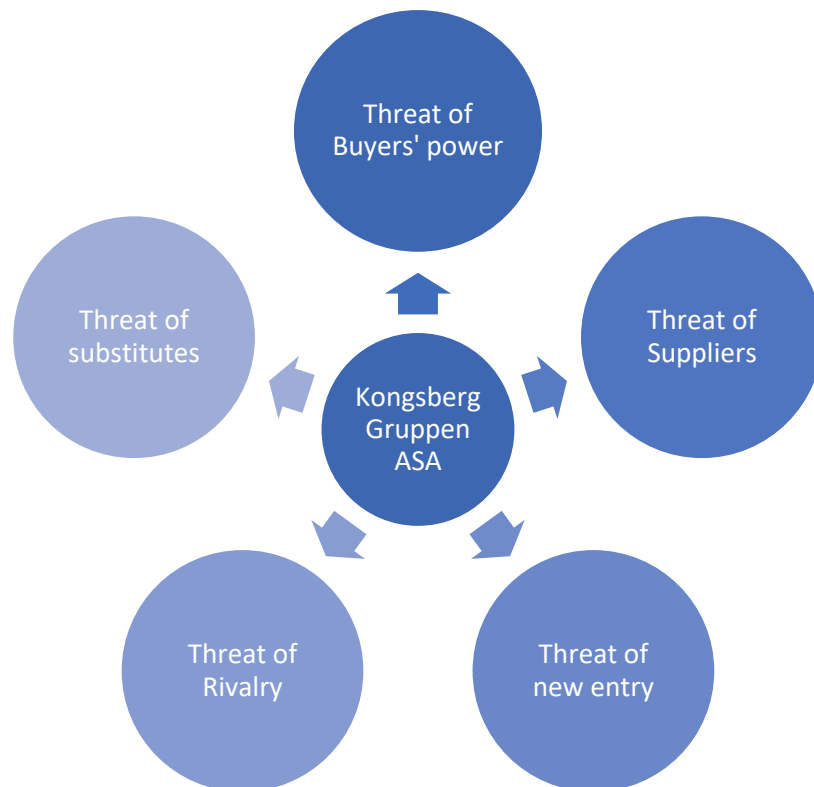 Threat of
Buyers' power
Threat of
Suppliers
Threat of
new entry
Threat of
Rivalry
Threat of
substitutes
Kongsberg
Gruppen
ASA